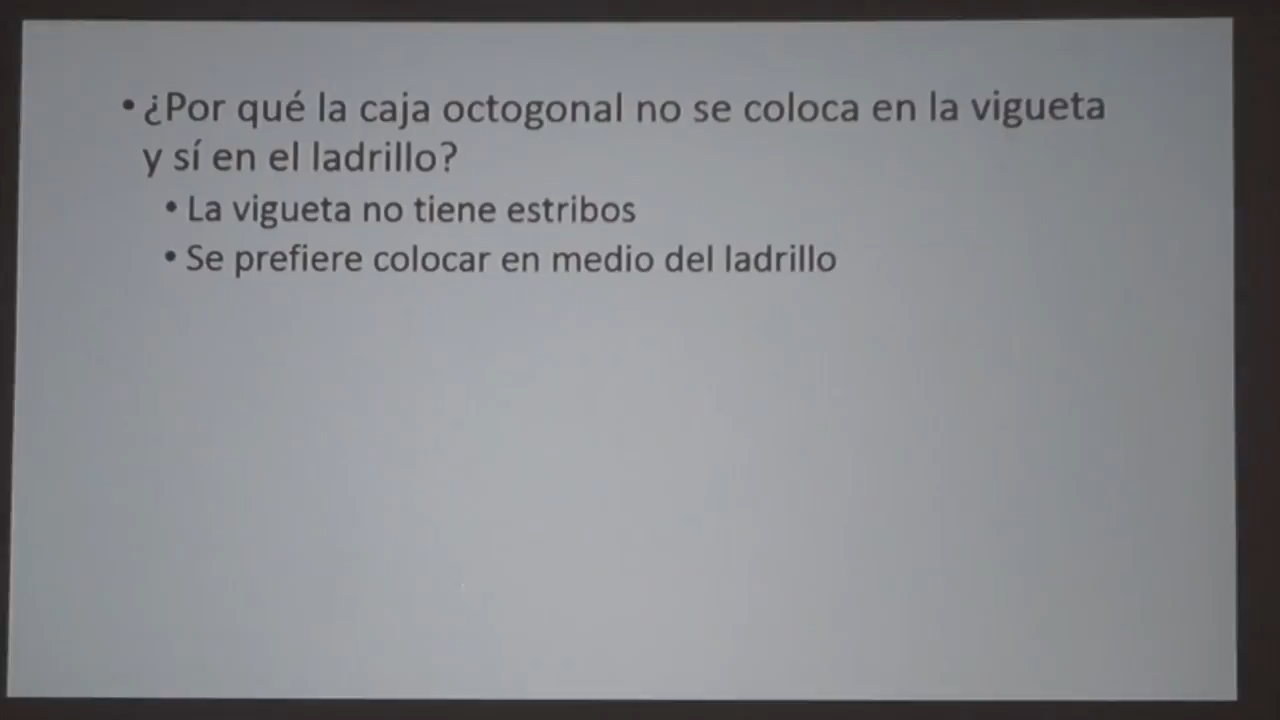 • ¿Por qué la caja octogonal no se coloca en la vigueta
y sí en el ladrillo?
• La vigueta no tiene estribos
• Se prefiere colocar en medio del ladrillo